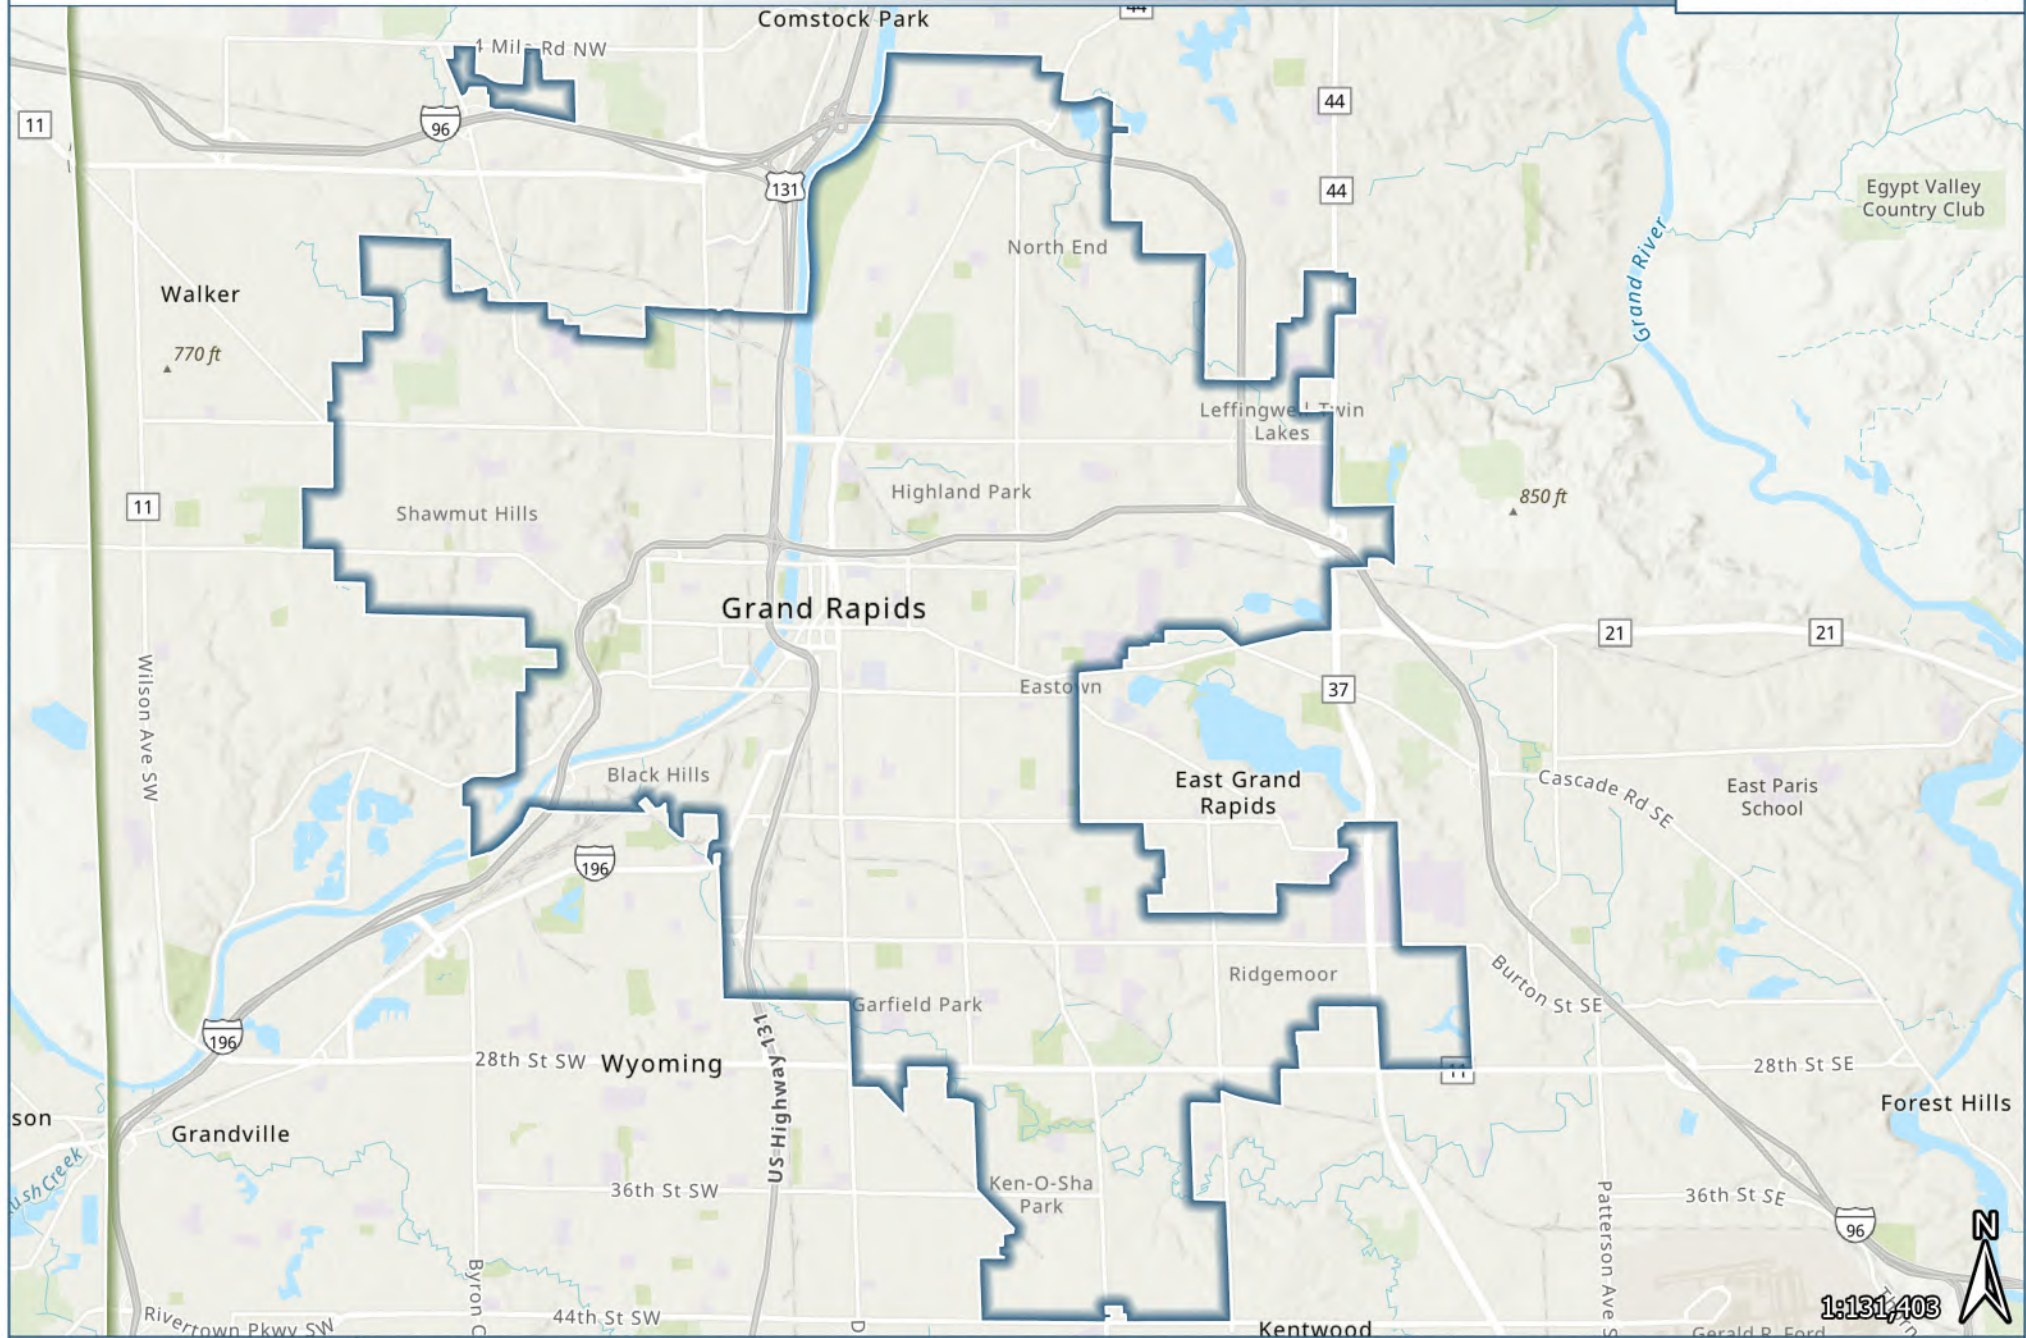 Comstock Park
44
4 Mile Rd NW
44
96
11
131
44
Egypt Valley
Country Club
North End
Grand River
Walker
770 ft
Leffingwell Twin
Lakes
Highland Park
850 ft
11
Shawmut Hills
Grand Rapids
21
21
Wilson Ave SW
Eastown
37
Black Hills
East Grand
Rapids
Cascade Rd SE
East Paris
School
196
Ridgemoor
Burton St SE
Garfield Park
196
28th St SW
Wyoming
US Highway 131
11
28th St SE
Forest Hills
son
Grandville
Ken-O-Sha
Park
36th St SW
36th St SE
Patterson Ave S
96
N
Byron C
1:131,403
Rivertown Pkwy SW
44th St SW
D
Kentwood
Gerald R. Ford